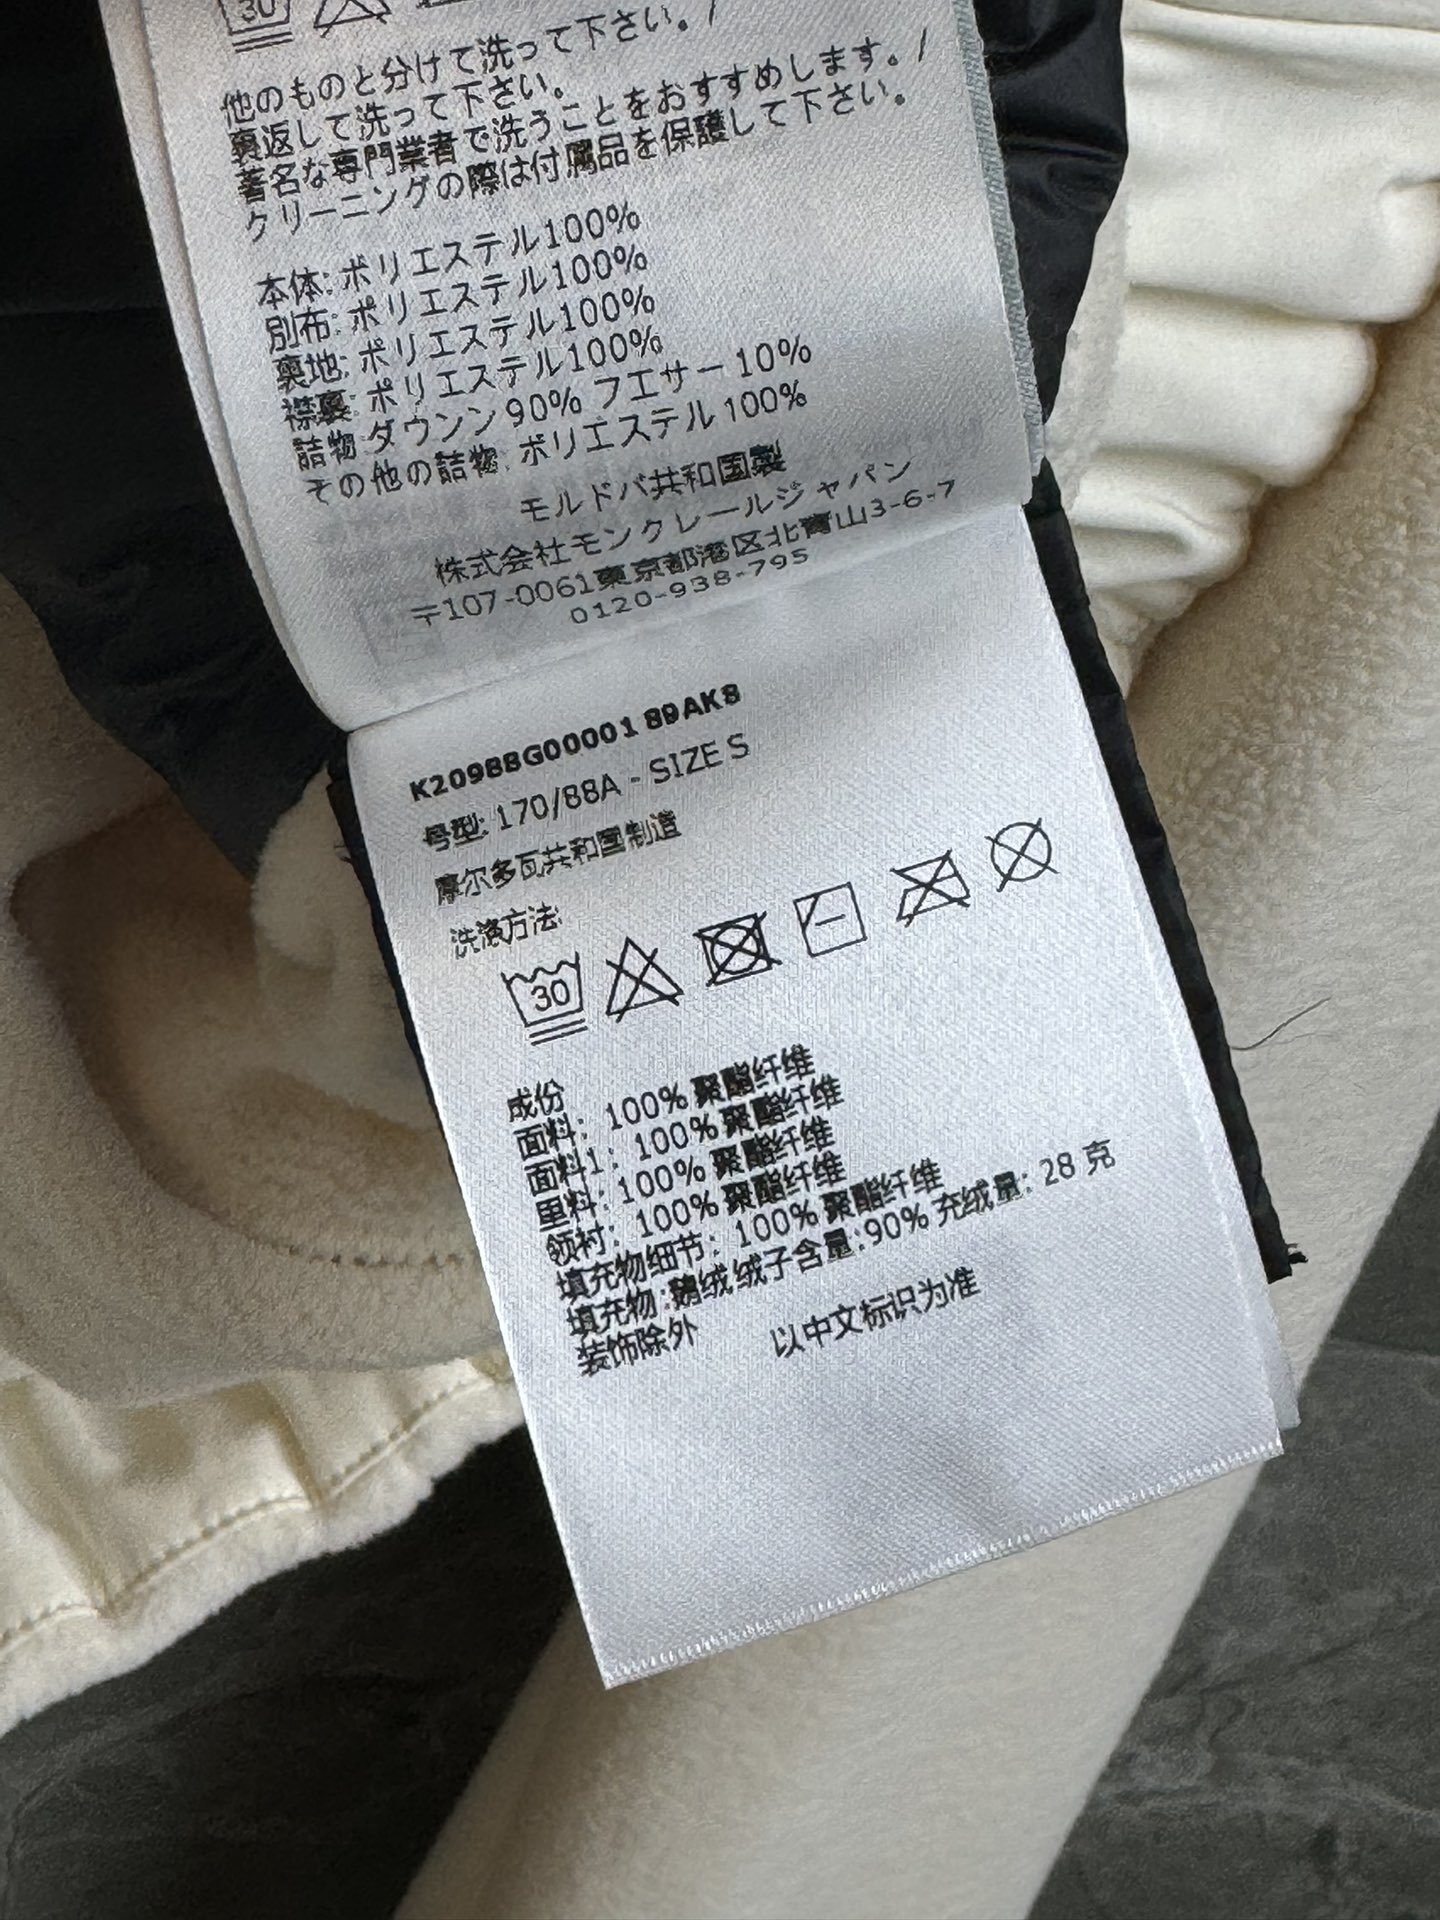 30
他のものと分けて洗って下さい。/
裏返して洗って下さい。
著名な専門業者で洗うことをおすすめします。/
クリーニングの際は付属品を保護して下さい。
本体: ポリエステル100%
別布: ポリエステル100%
裏地: ポリエステル100%
襟裏: ポリエステル100%
詰物:ダウンン 90% フエサー 10%
その他の詰物: ポリエステル 100%
モルドバ共和国製
株式会社モンクレールジャパン
〒107-0061東京都港区北青山3-6-7
0120-938-795
K20988G00001 89AK8
号型: 170/88A - SIZE S
摩尔多瓦共和国制造
洗涤方法:
30
成份
面料: 100% 聚酯纤维
面料1: 100% 聚酯纤维
里料: 100% 聚酯纤维
领衬: 100% 聚酯纤维
填充物细节: 100% 聚酯纤维
填充物:鹅绒绒子含量:90% 充绒量: 28 克
装饰除外 以中文标识为准